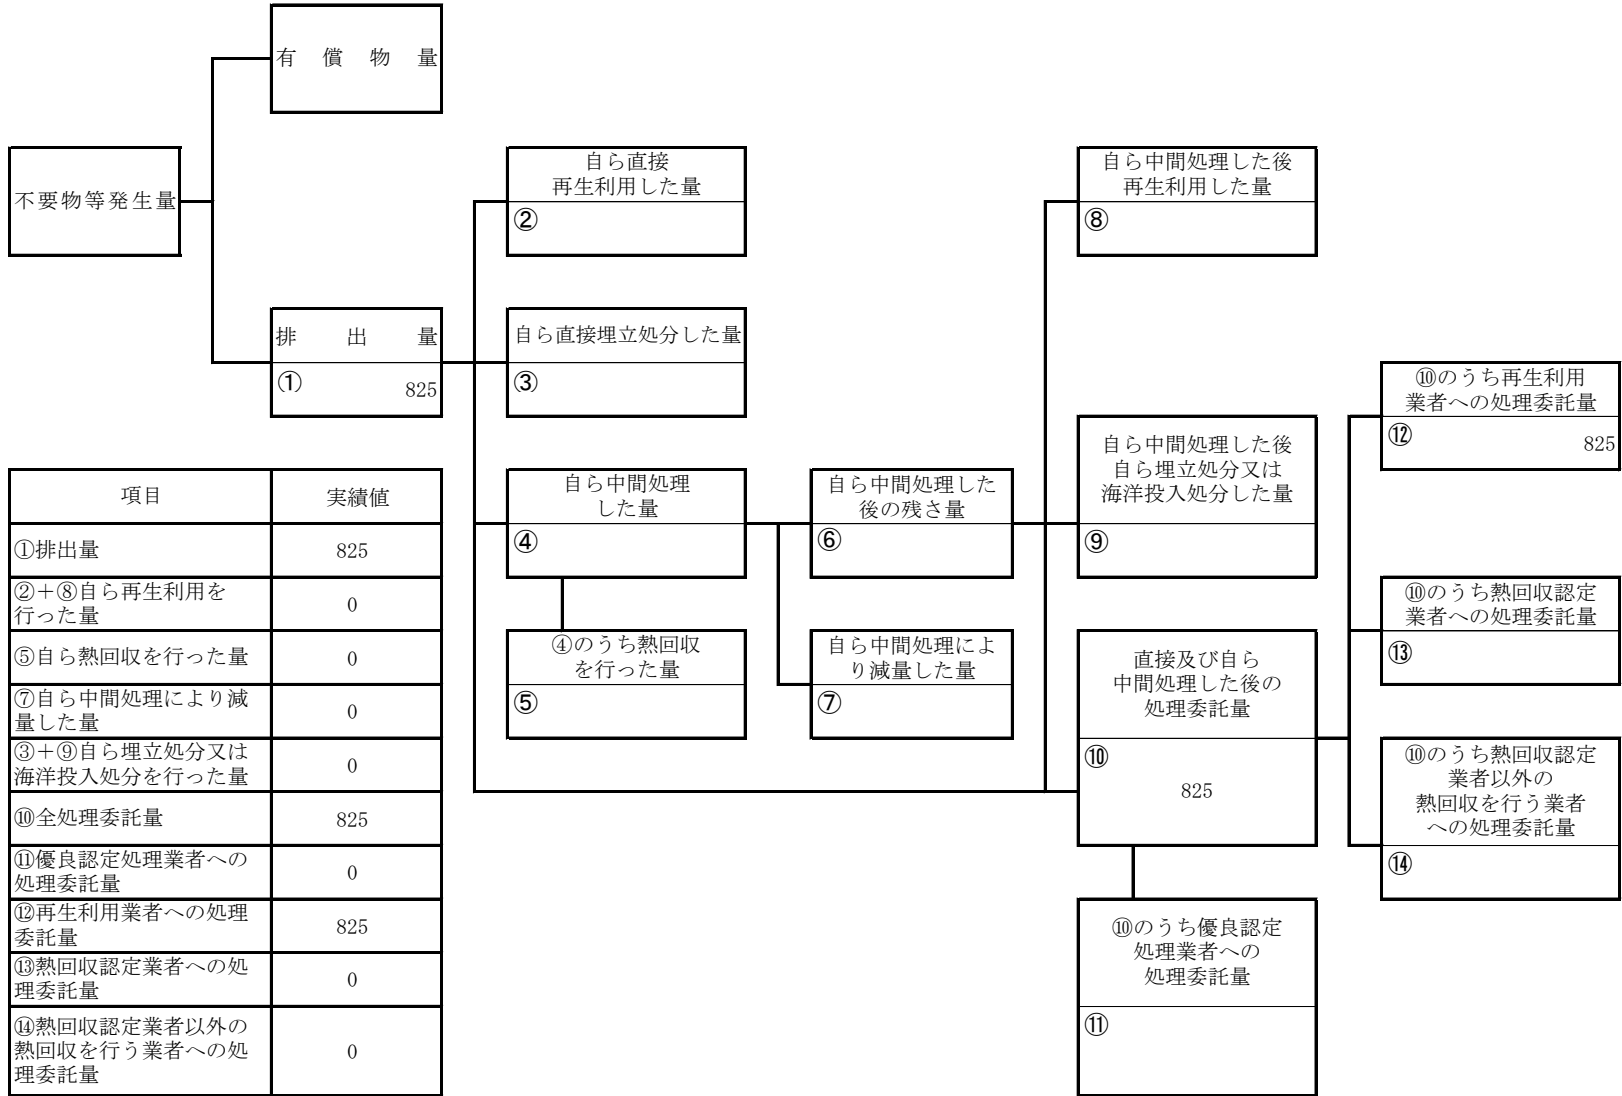 有償物量
不要物等発生量
排出量
①
825
自ら直接
再生利用した量
②
自ら直接埋立処分した量
③
自ら中間処理
した量
④
④のうち熱回収
を行った量
⑤
自ら中間処理した
後の残さ量
⑥
自ら中間処理によ
り減量した量
⑦
自ら中間処理した後
再生利用した量
⑧
自ら中間処理した後
自ら埋立処分又は
海洋投入処分した量
⑨
直接及び自ら
中間処理した後の
処理委託量
⑩
825
⑩のうち優良認定
処理業者への
処理委託量
⑪
⑩のうち再生利用
業者への処理委託量
⑫
825
⑩のうち熱回収認定
業者への処理委託量
⑬
⑩のうち熱回収認定
業者以外の
熱回収を行う業者
への処理委託量
⑭
項目 実績値
①排出量 825
②+⑧自ら再生利用を
行った量 0
⑤自ら熱回収を行った量 0
⑦自ら中間処理により減
量した量 0
③+⑨自ら埋立処分又は
海洋投入処分を行った量 0
⑩全処理委託量 825
⑪優良認定処理業者への
処理委託量 0
⑫再生利用業者への処理
委託量 825
⑬熱回収認定業者への処
理委託量 0
⑭熱回収認定業者以外の
熱回収を行う業者への処
理委託量 0